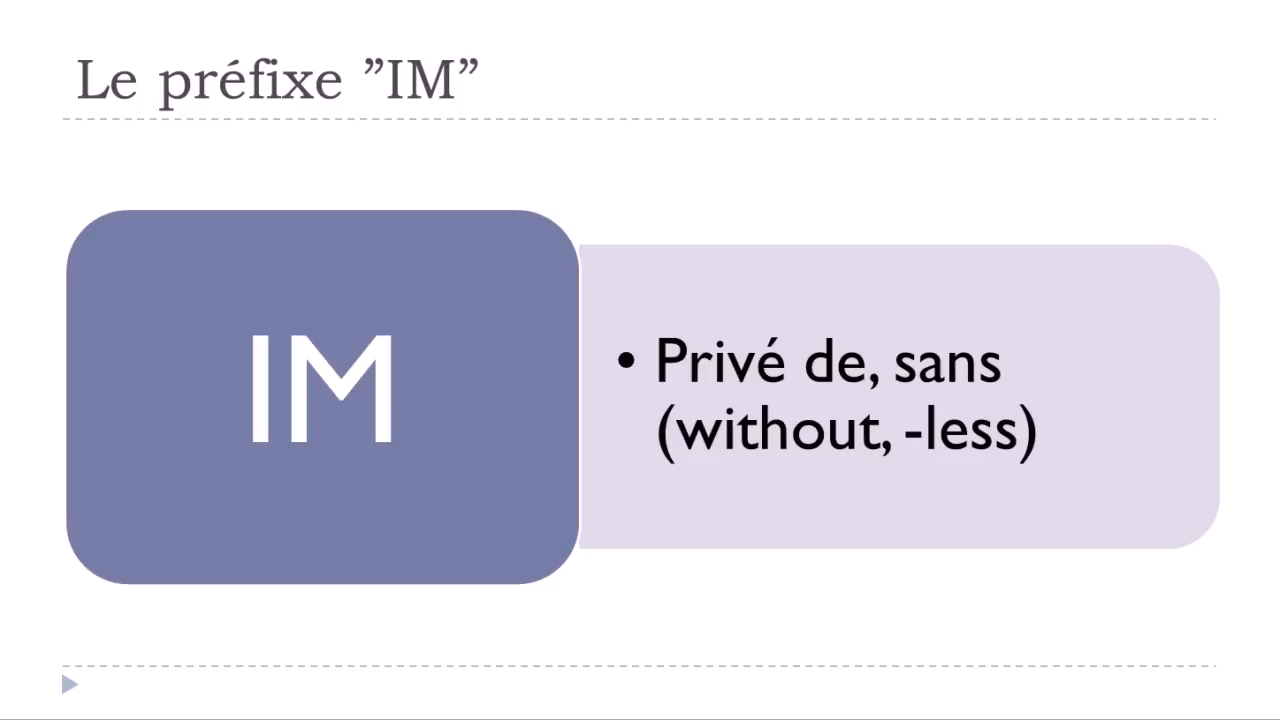 Le préfixe ”IM”
IM
• Privé de, sans
(without, -less)